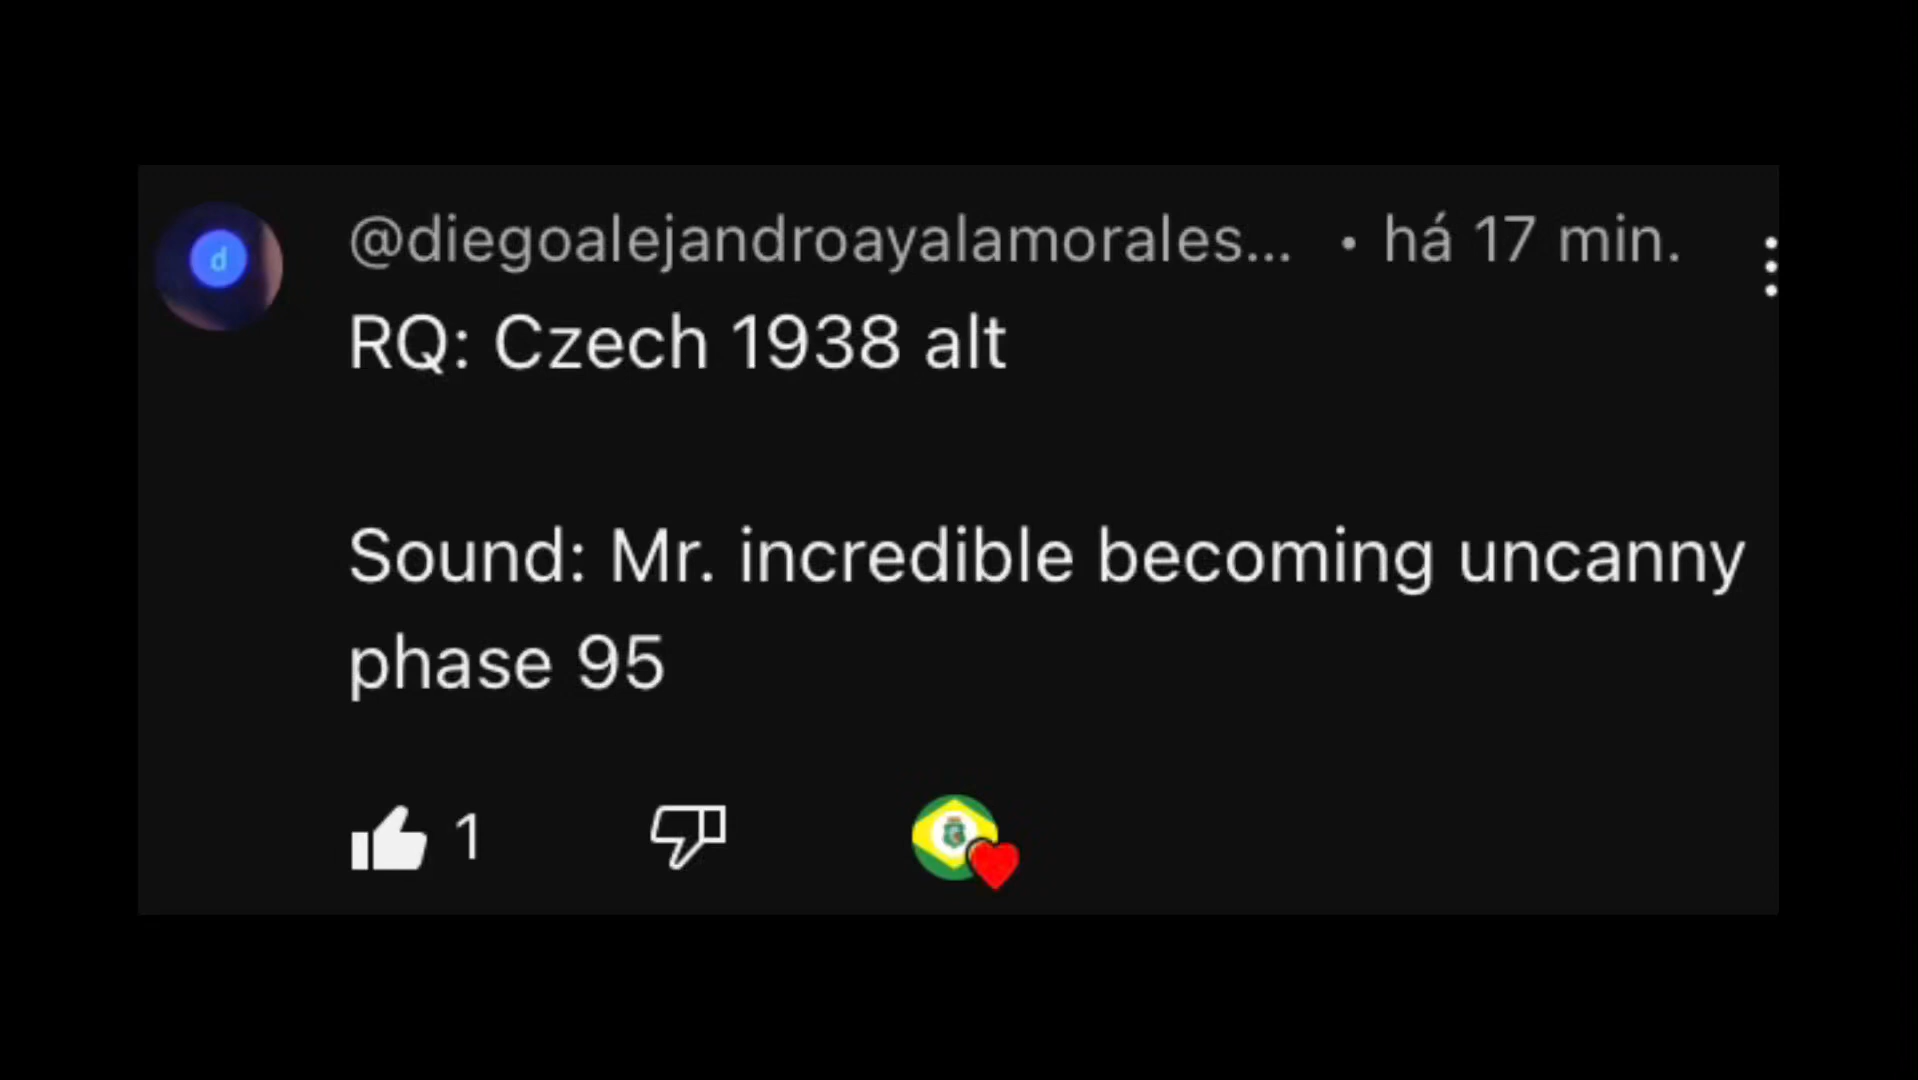 d
@diegoalejandroayalamorales... • há 17 min.
RQ: Czech 1938 alt
Sound: Mr. incredible becoming uncanny
phase 95
1